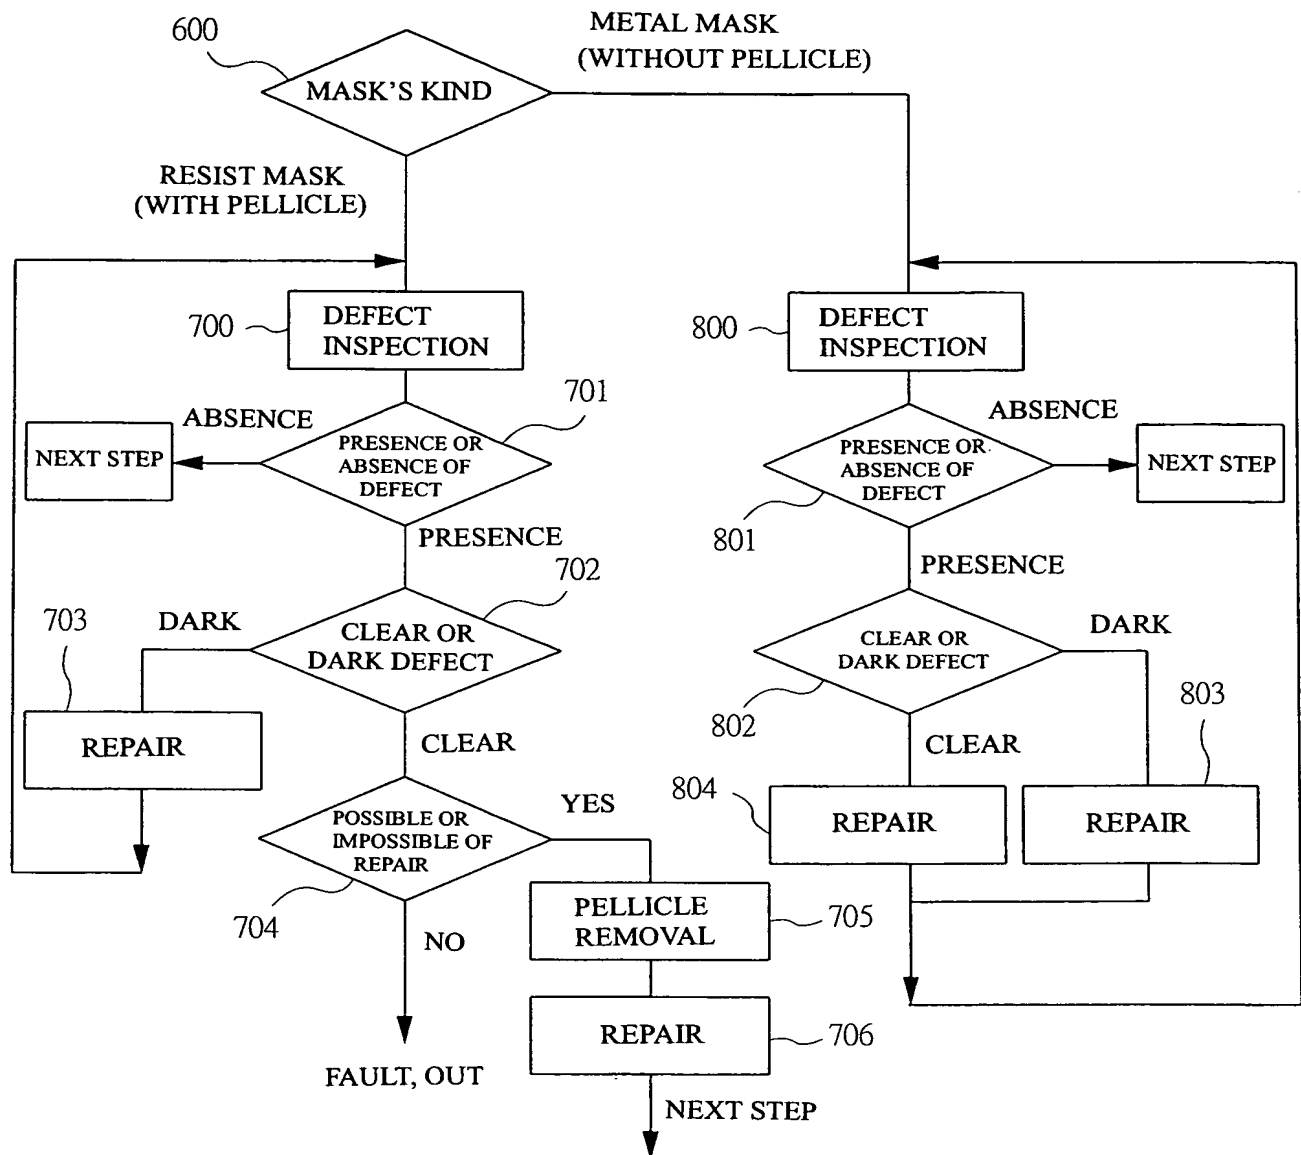 600
METAL MASK
(WITHOUT PELLICLE)
MASK'S KIND
RESIST MASK
(WITH PELLICLE)
700
DEFECT
INSPECTION
701
ABSENCE
NEXT STEP
PRESENCE OR
ABSENCE OF
DEFECT
PRESENCE
702
703
DARK
CLEAR OR
DARK DEFECT
REPAIR
CLEAR
POSSIBLE OR
IMPOSSIBLE OF
REPAIR
704
YES
NO
FAULT, OUT
PELLICLE
REMOVAL
705
REPAIR
706
NEXT STEP
800
DEFECT
INSPECTION
ABSENCE
PRESENCE OR
ABSENCE OF
DEFECT
NEXT STEP
801
PRESENCE
CLEAR OR
DARK DEFECT
DARK
802
803
CLEAR
804
REPAIR
REPAIR